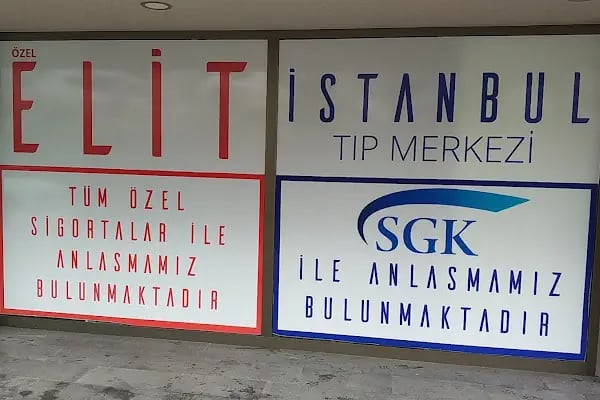 ÖZEL
ELİT
TÜM ÖZEL
SİGORTALAR İLE
ANLASMAMIZ
BULUNMAKTADIR
İSTANBUL
TIP MERKEZİ
SGK
İLE ANLASMAMIZ
BULUNMAKTADIR